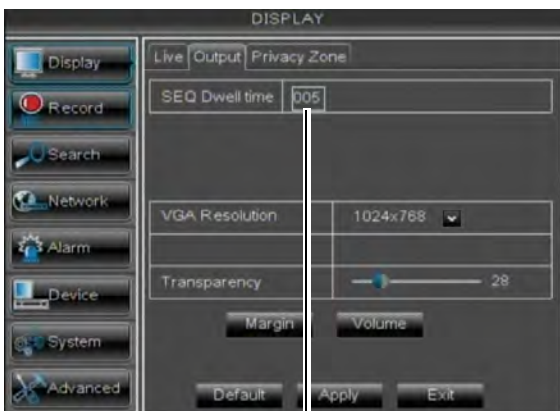 DISPLAY
Display
Record
Search
Network
Alarm
Device
System
Advanced
Live Output Privacy Zone
SEQ Dwell time 005
VGA Resolution 1024x768
Transparency 28
Margin Volume
Default Apply Exit